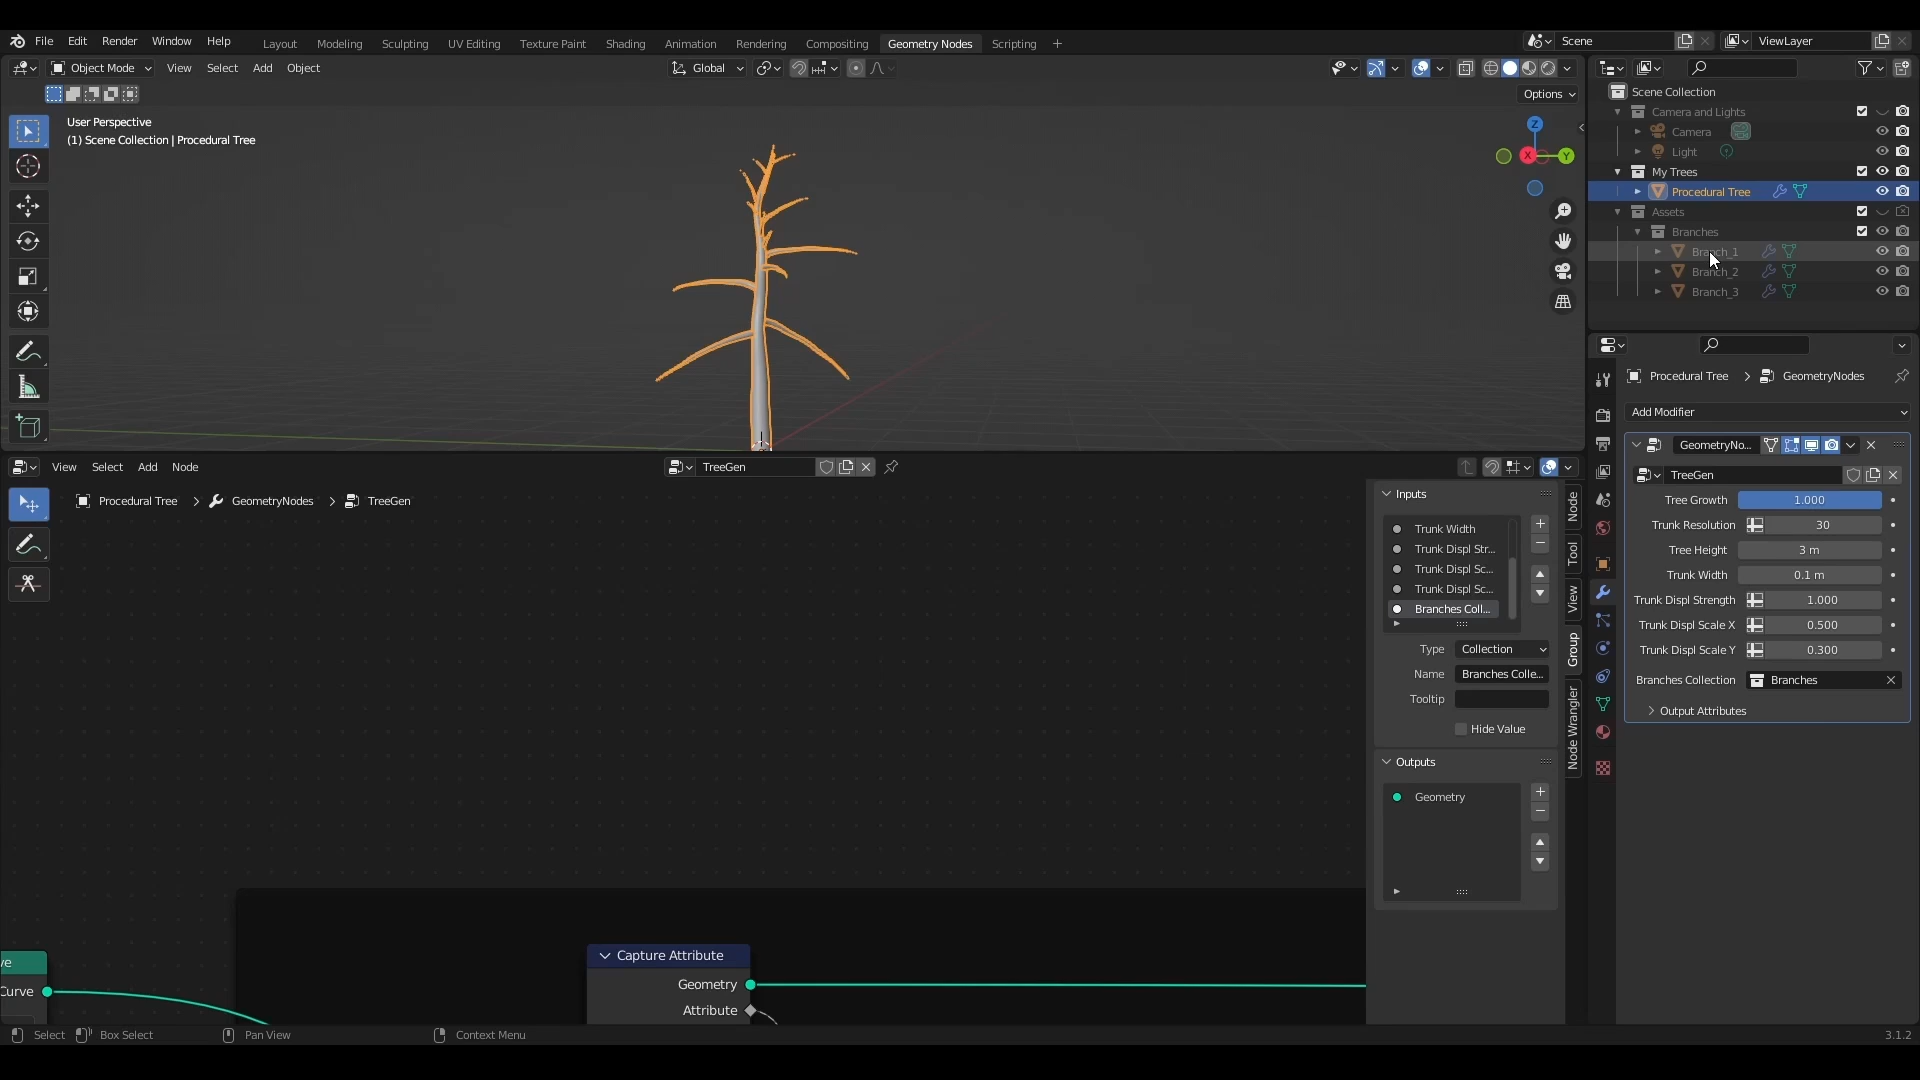 File Edit Render Window Help
Layout Modeling Sculpting UV Editing Texture Paint Shading Animation Rendering Compositing Geometry Nodes Scripting +
Scene
ViewLayer
Object Mode View Select Add Object
Global
Options
User Perspective
(1) Scene Collection | Procedural Tree
Z
X
Y
Scene Collection
Camera and Lights
Camera
Light
My Trees
Procedural Tree
Assets
Branches
Branch_1
Branch_2
Branch_3
Procedural Tree > GeometryNodes
Add Modifier
GeometryNo...
TreeGen
Tree Growth 1.000
Trunk Resolution 30
Tree Height 3 m
Trunk Width 0.1 m
Trunk Displ Strength 1.000
Trunk Displ Scale X 0.500
Trunk Displ Scale Y 0.300
Branches Collection Branches
Output Attributes
View Select Add Node
TreeGen
Procedural Tree > GeometryNodes > TreeGen
Inputs
Trunk Width
Trunk Displ Str...
Trunk Displ Sc...
Trunk Displ Sc...
Branches Coll...
Type Collection
Name Branches Colle...
Tooltip
Hide Value
Outputs
Geometry
Node
Tool
View
Group
Node Wrangler
ve
Curve
Capture Attribute
Geometry
Attribute
Select Box Select Pan View Context Menu
3.1.2